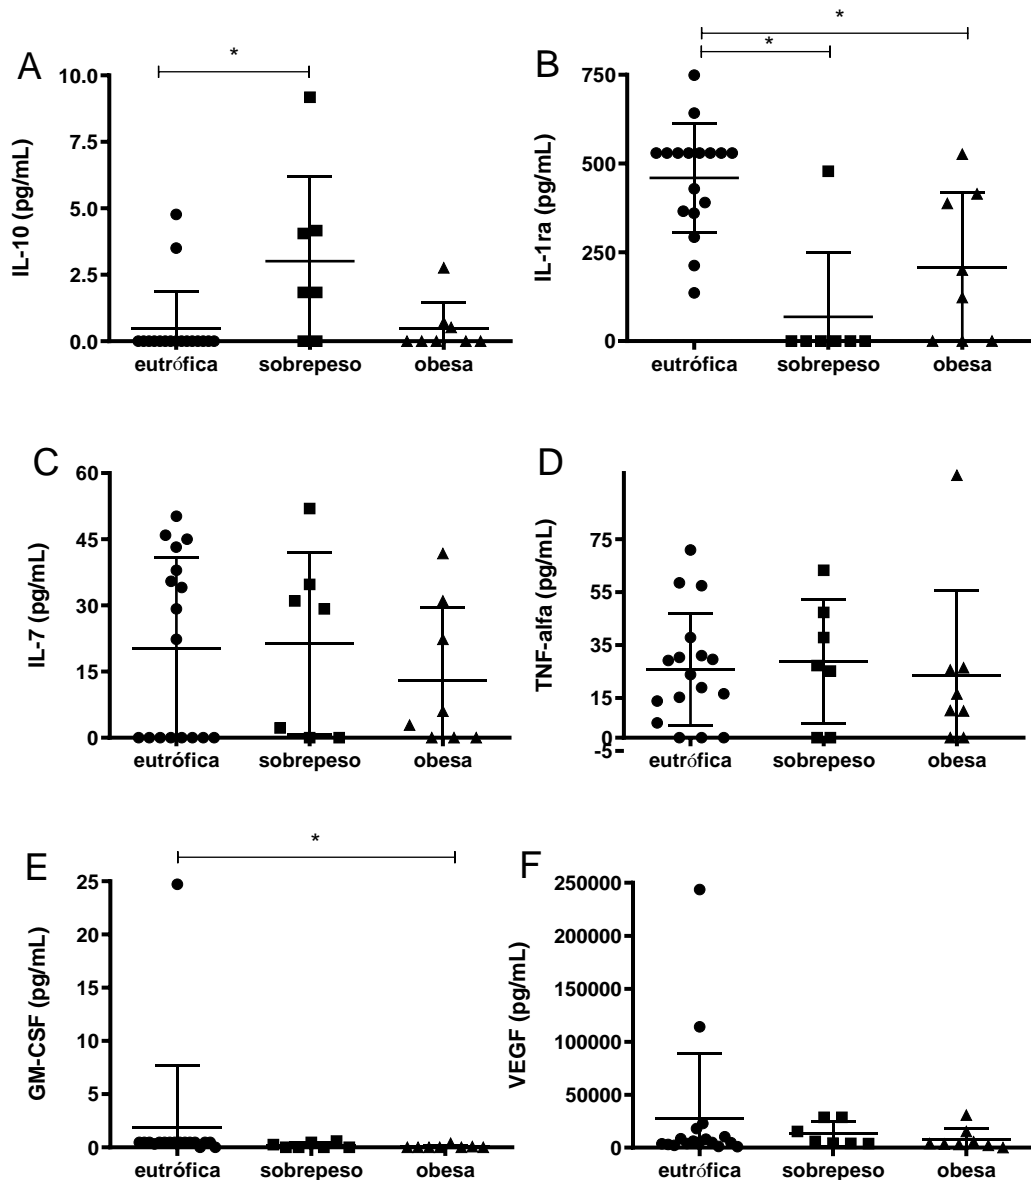 A
*
10.0
7.5
5.0
2.5
0.0
IL-10 (pg/mL)
eutrófica sobrepeso obesa
B
*
*
750
500
250
0
IL-1ra (pg/mL)
eutrófica sobrepeso obesa
C
60
45
30
15
0
IL-7 (pg/mL)
eutrófica sobrepeso obesa
D
75
55
35
15
0
-5
TNF-alfa (pg/mL)
eutrófica sobrepeso obesa
E
*
25
20
15
10
5
0
GM-CSF (pg/mL)
eutrófica sobrepeso obesa
F
250000
200000
150000
100000
50000
0
VEGF (pg/mL)
eutrófica sobrepeso obesa